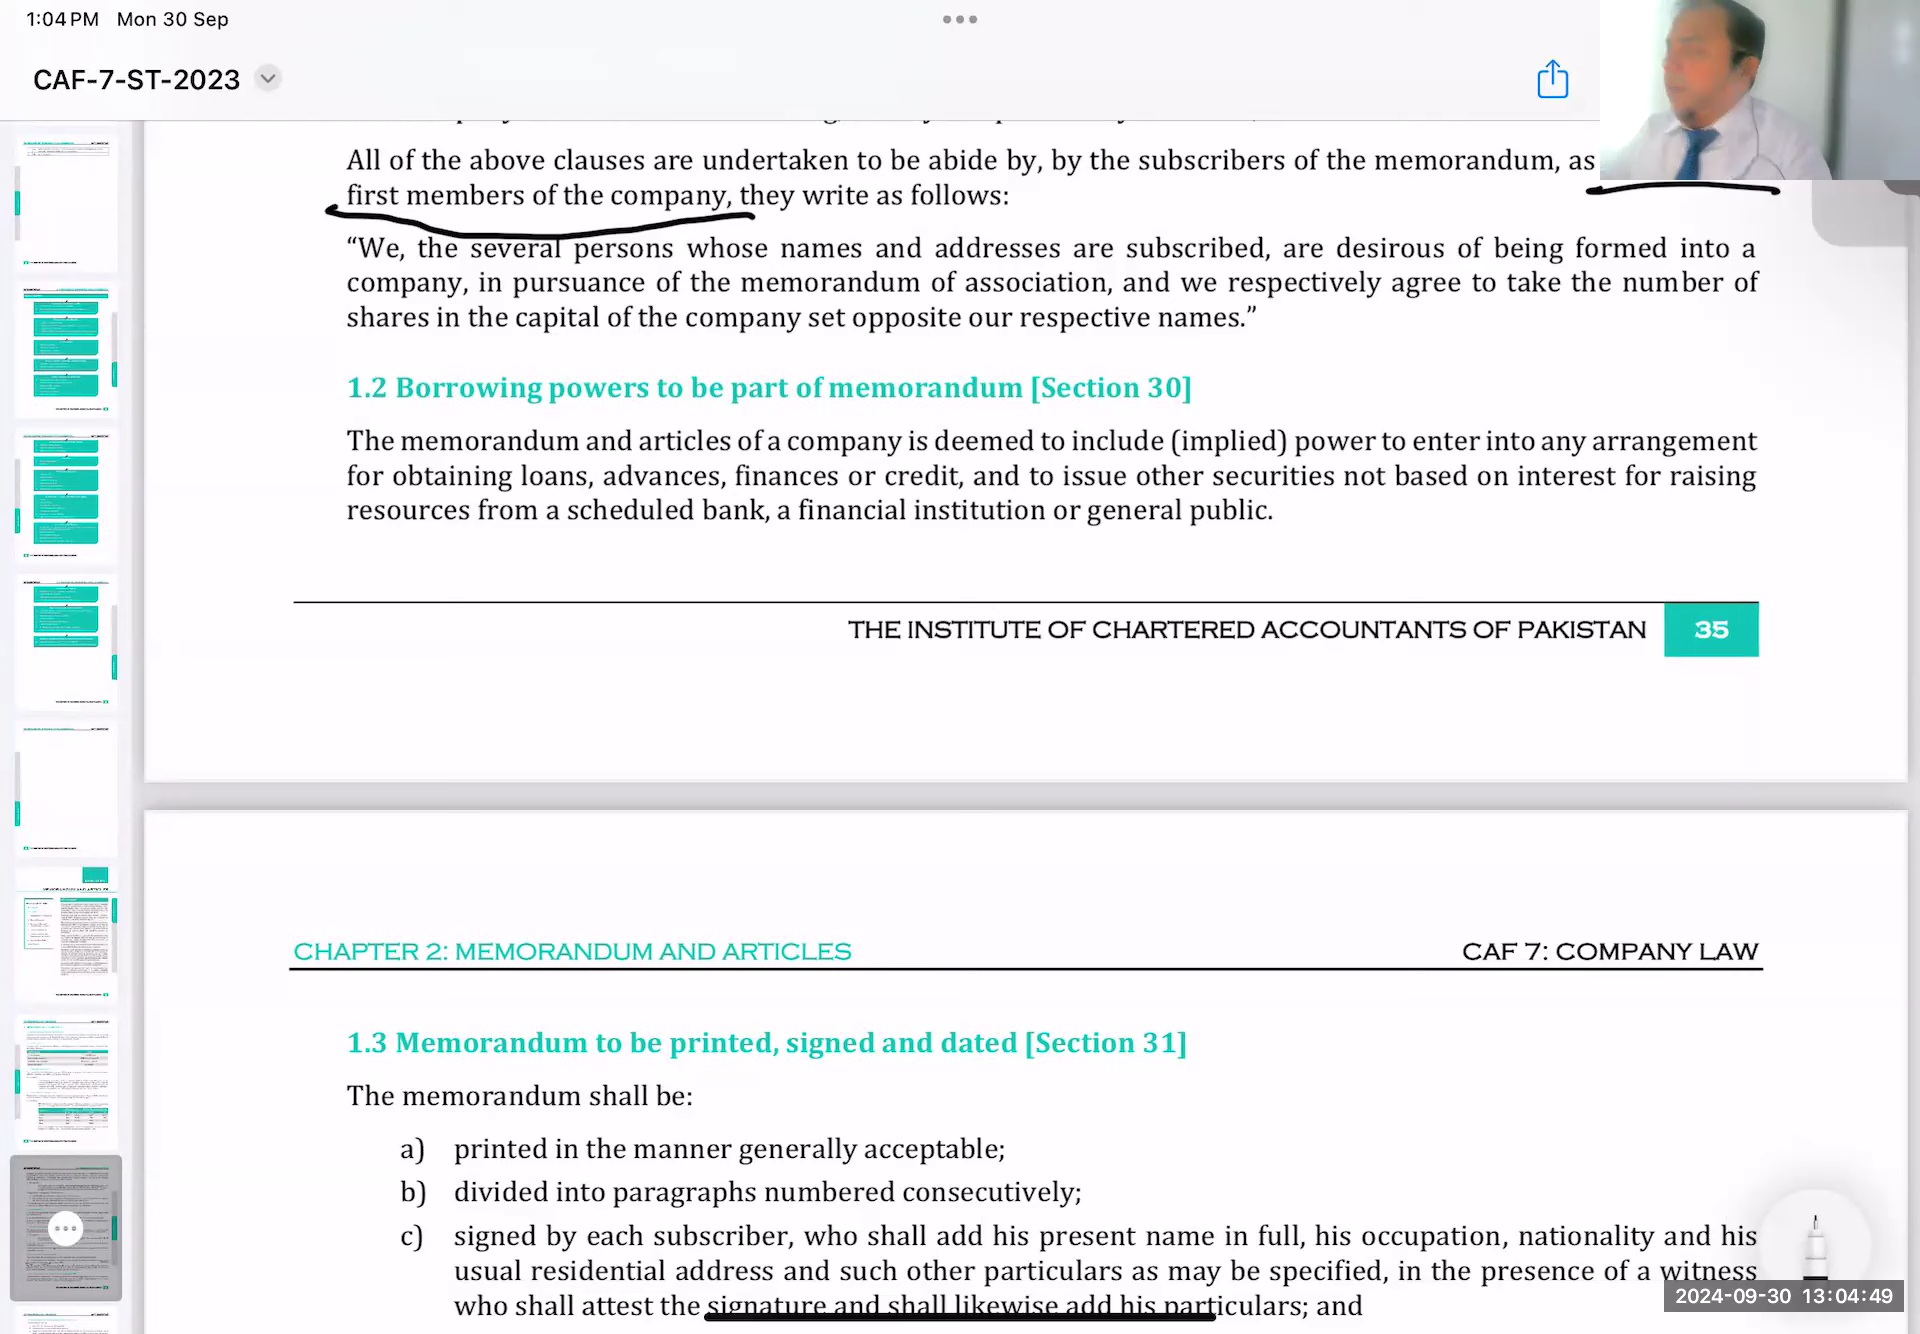 1:04 PM Mon 30 Sep
CAF-7-ST-2023
All of the above clauses are undertaken to be abide by, by the subscribers of the memorandum, as
first members of the company, they write as follows:
“We, the several persons whose names and addresses are subscribed, are desirous of being formed into a
company, in pursuance of the memorandum of association, and we respectively agree to take the number of
shares in the capital of the company set opposite our respective names.”
1.2 Borrowing powers to be part of memorandum [Section 30]
The memorandum and articles of a company is deemed to include (implied) power to enter into any arrangement
for obtaining loans, advances, finances or credit, and to issue other securities not based on interest for raising
resources from a scheduled bank, a financial institution or general public.
THE INSTITUTE OF CHARTERED ACCOUNTANTS OF PAKISTAN 35
CHAPTER 2: MEMORANDUM AND ARTICLES CAF 7: COMPANY LAW
1.3 Memorandum to be printed, signed and dated [Section 31]
The memorandum shall be:
a) printed in the manner generally acceptable;
b) divided into paragraphs numbered consecutively;
c) signed by each subscriber, who shall add his present name in full, his occupation, nationality and his
usual residential address and such other particulars as may be specified, in the presence of a witness
who shall attest the signature and shall likewise add his particulars; and
2024-09-30 13:04:49